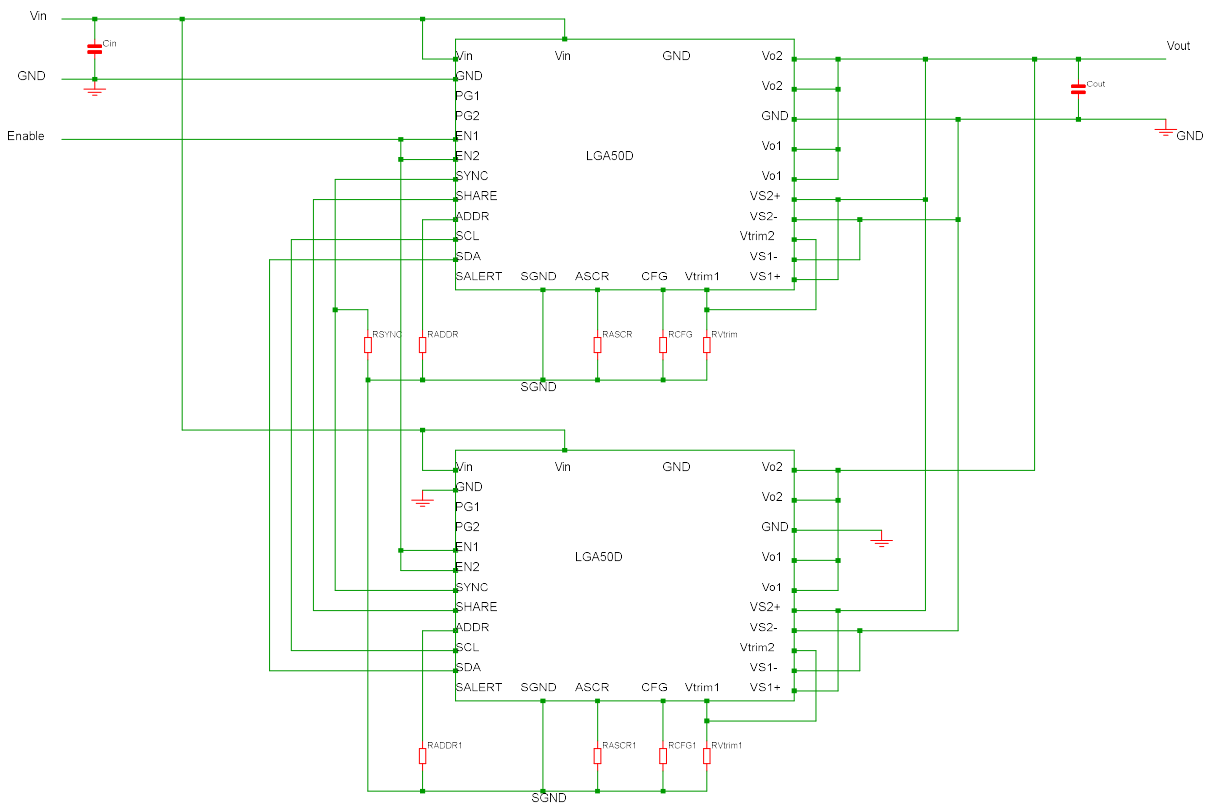 Vin
Cin
GND
Enable
Vin
Vin
GND
Vo2
GND
Vo2
PG1
PG2
GND
EN1
Vo1
EN2
LGA50D
SYNC
Vo1
SHARE
VS2+
ADDR
VS2-
SCL
Vtrim2
SDA
VS1-
SALERT
SGND
ASCR
CFG
Vtrim1
VS1+
Vout
Cout
GND
RSYNC
RADDR
RASCR
RCFG
RVtrim
SGND
Vin
Vin
GND
Vo2
GND
Vo2
PG1
PG2
GND
EN1
Vo1
LGA50D
EN2
SYNC
Vo1
SHARE
VS2+
ADDR
VS2-
SCL
Vtrim2
SDA
VS1-
SALERT
SGND
ASCR
CFG
Vtrim1
VS1+
RADDR1
RASCR1
RCFG1
RVtrim1
SGND